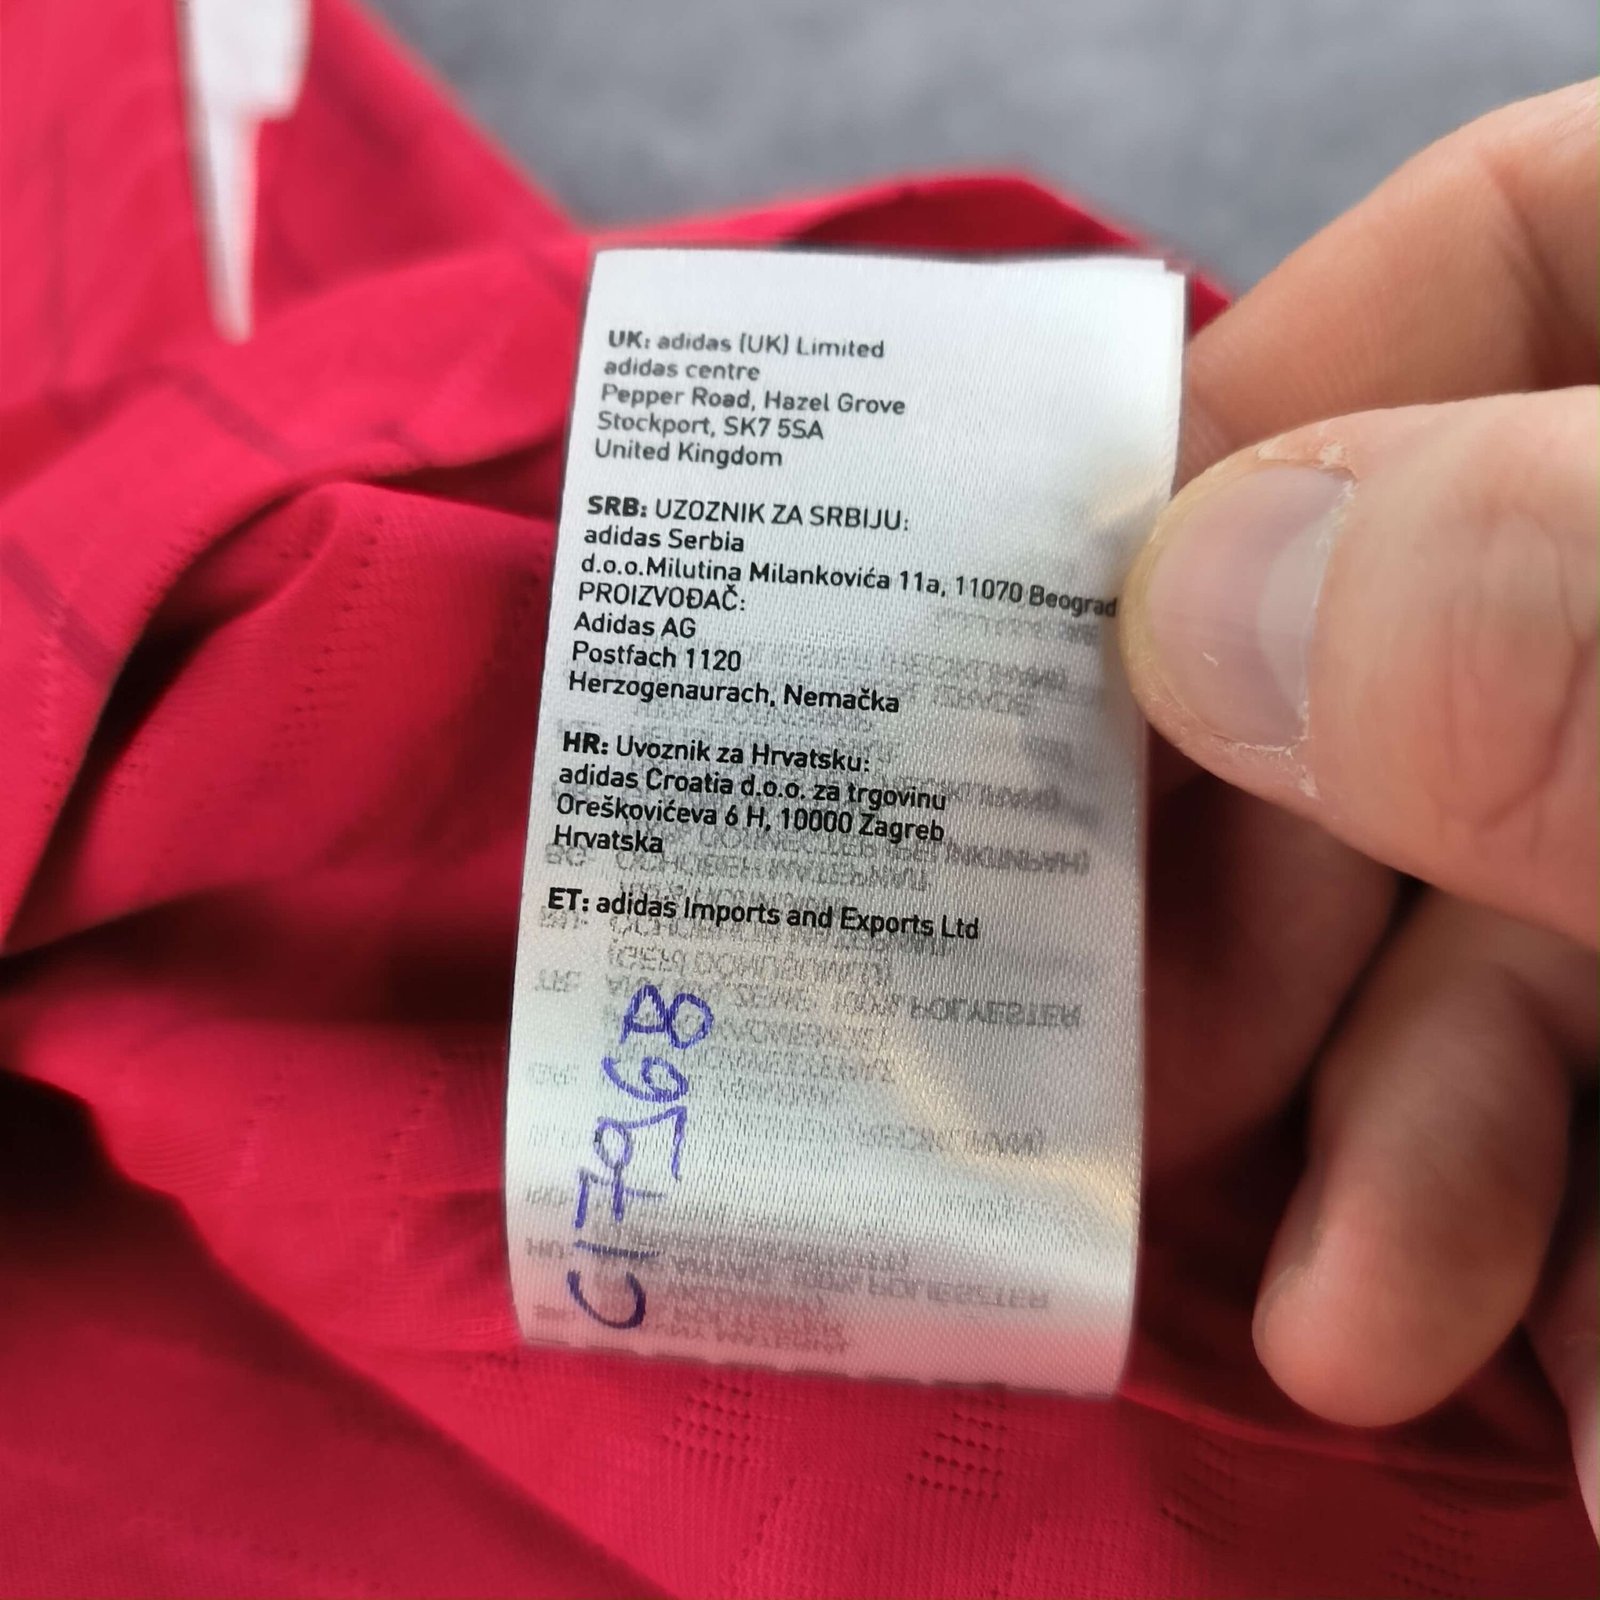 UK: adidas (UK) Limited
adidas centre
Pepper Road, Hazel Grove
Stockport, SK7 5SA
United Kingdom
SRB: UZOZNIK ZA SRBIJU:
adidas Serbia
d.o.o.Milutina Milankovića 11a, 11070 Beograd
PROIZVOĐAČ:
Adidas AG
Postfach 1120
Herzogenaurach, Nemačka
HR: Uvoznik za Hrvatsku:
adidas Croatia d.o.o. za trgovinu
Oreškovićeva 6 H, 10000 Zagreb
Hrvatska
ET: adidas Imports and Exports Ltd